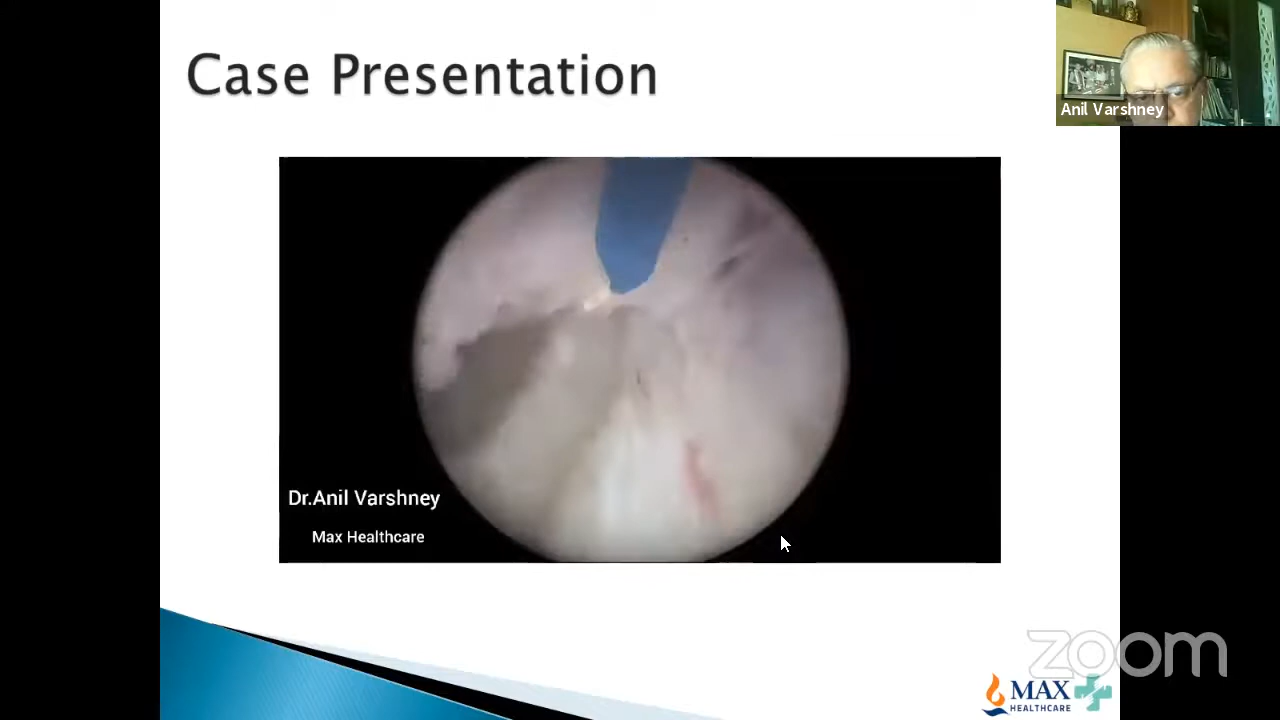 Case Presentation
Anil Varshney
Dr.Anil Varshney
Max Healthcare
zoom
MAX
HEALTHCARE